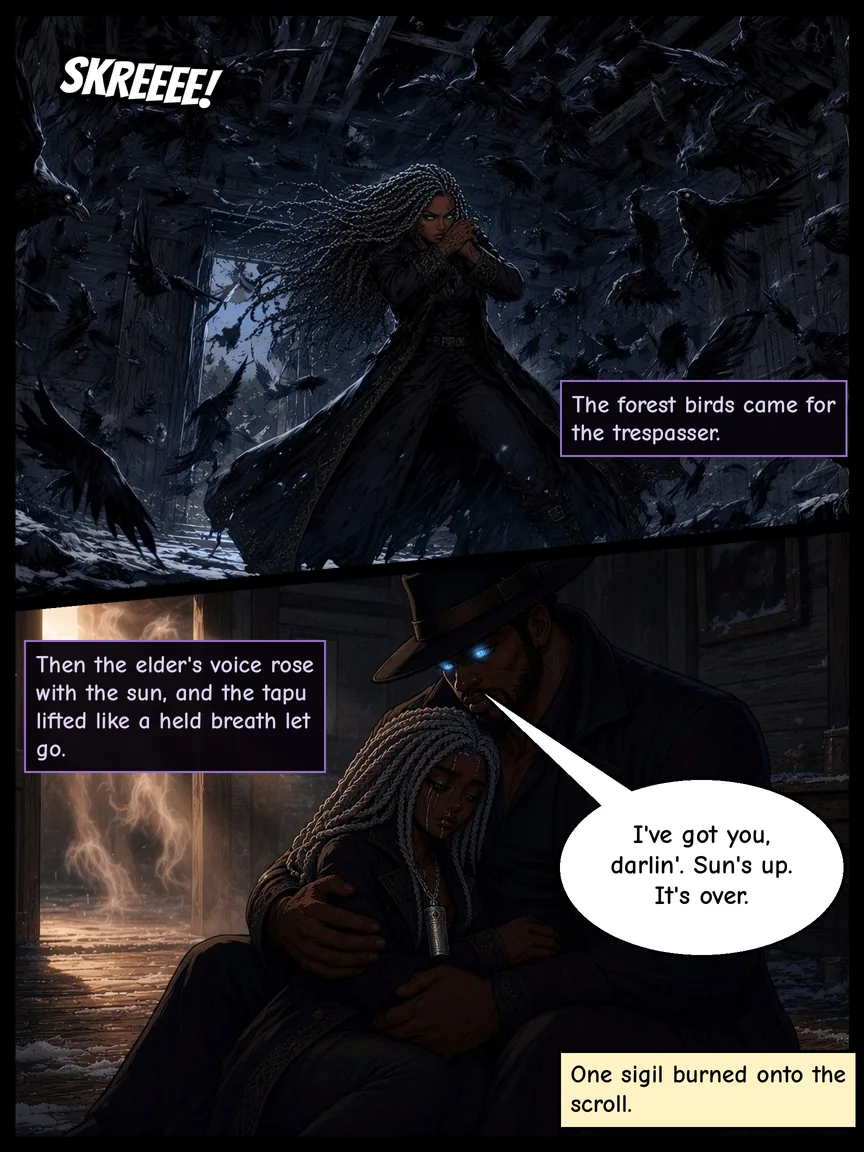 SKREEEE!
The forest birds came for
the trespasser.
Then the elder's voice rose
with the sun, and the tapu
lifted like a held breath let
go.
I've got you,
darlin'. Sun's up.
It's over.
One sigil burned onto the
scroll.